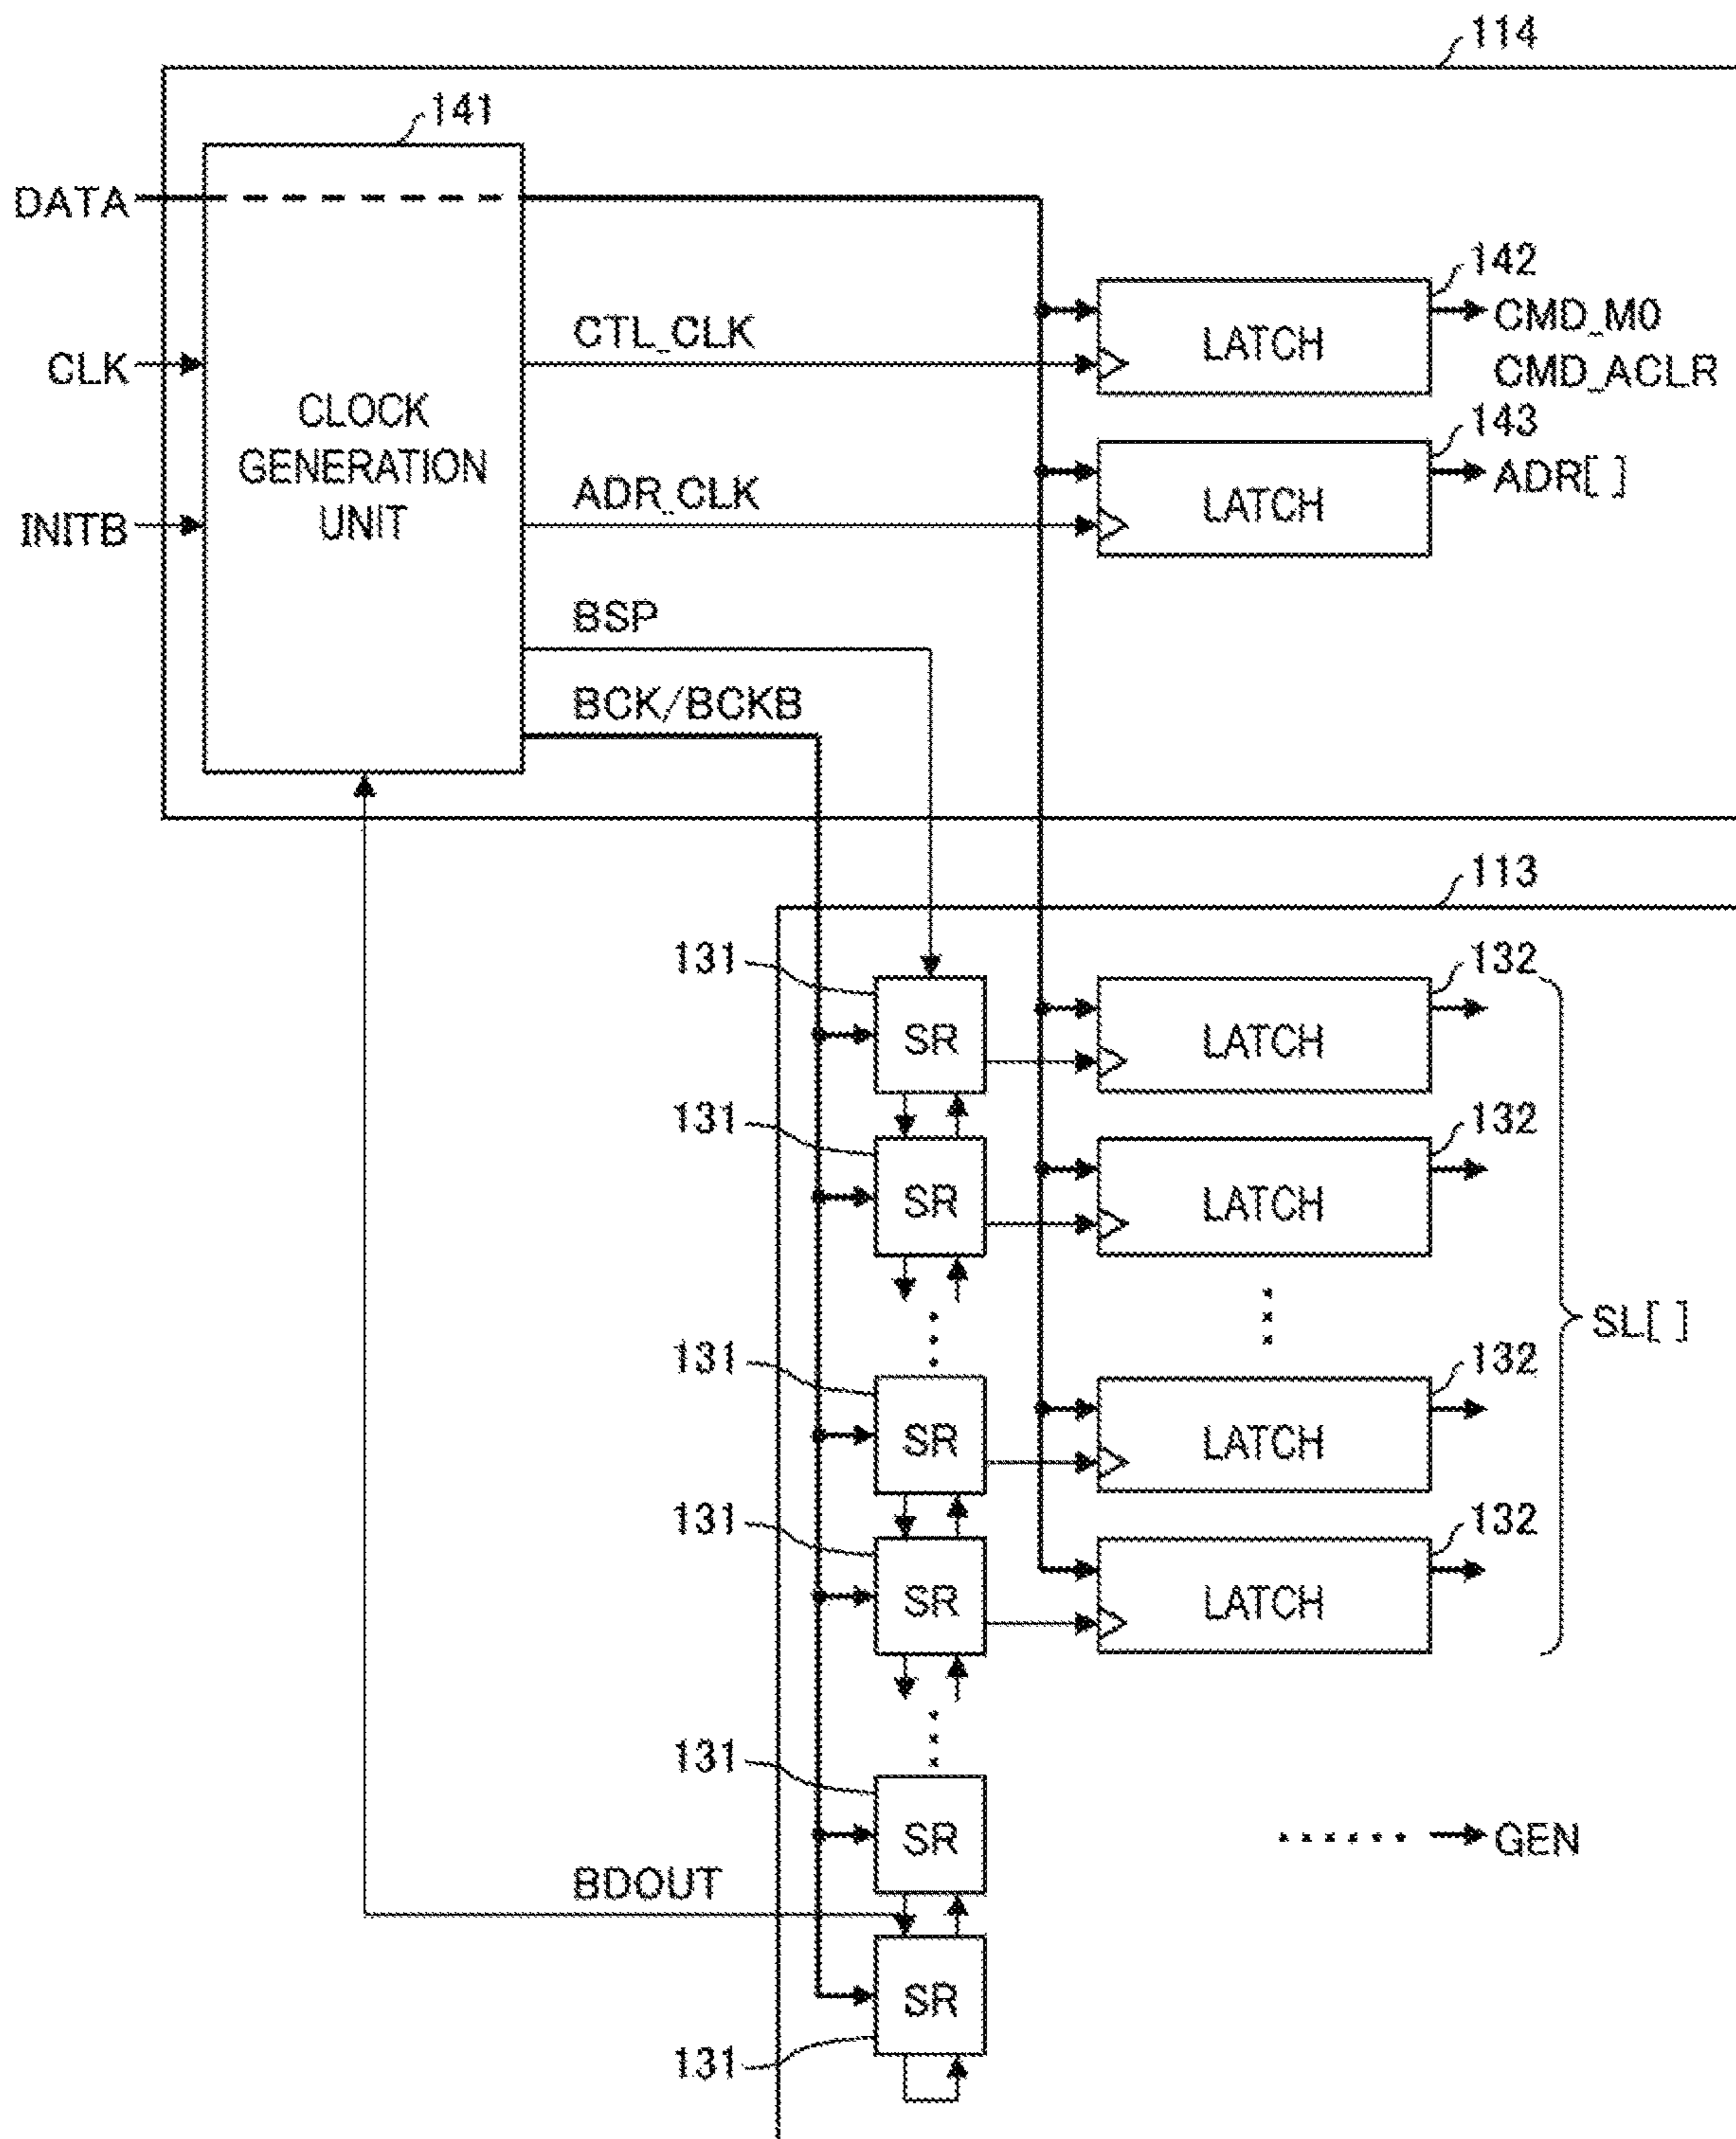 114
141
DATA
142
CMD_M0
LATCH
CTL_CLK
CLK
CMD_ACLR
CLOCK
GENERATION
UNIT
143
ADR[ ]
LATCH
ADR_CLK
INITB
BSP
BCK/BCKB
113
131
132
SR
LATCH
131
132
SR
LATCH
SL[ ]
131
132
SR
LATCH
131
132
SR
LATCH
131
SR
GEN
BDOUT
SR
131